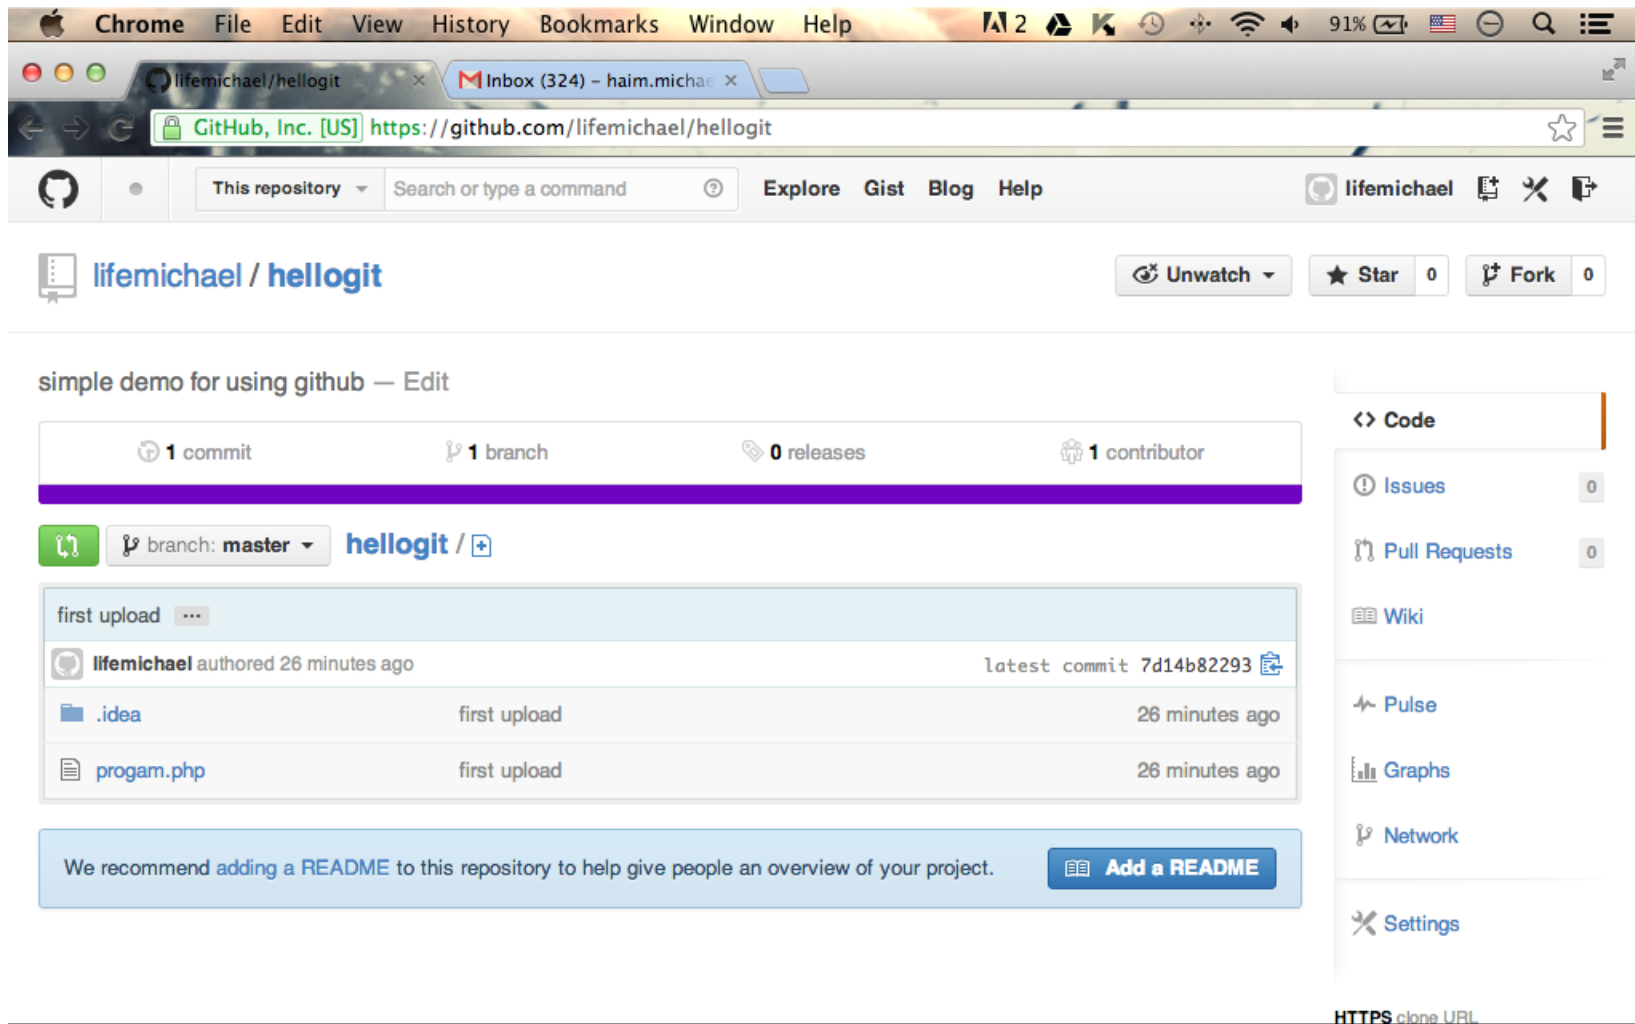 Chrome File Edit View History Bookmarks Window Help 2 91%
lifemichael/hellogit × Inbox (324) – haim.michae ×
GitHub, Inc. [US] https://github.com/lifemichael/hellogit
This repository Search or type a command Explore Gist Blog Help lifemichael
lifemichael / hellogit Unwatch Star 0 Fork 0
simple demo for using github — Edit
Code
1 commit 1 branch 0 releases 1 contributor
Issues 0
branch: master hellogit /
Pull Requests 0
first upload ...
Wiki
lifemichael authored 26 minutes ago latest commit 7d14b82293
.idea first upload 26 minutes ago
Pulse
progam.php first upload 26 minutes ago
Graphs
Network
We recommend adding a README to this repository to help give people an overview of your project. Add a README
Settings
HTTPS clone URL